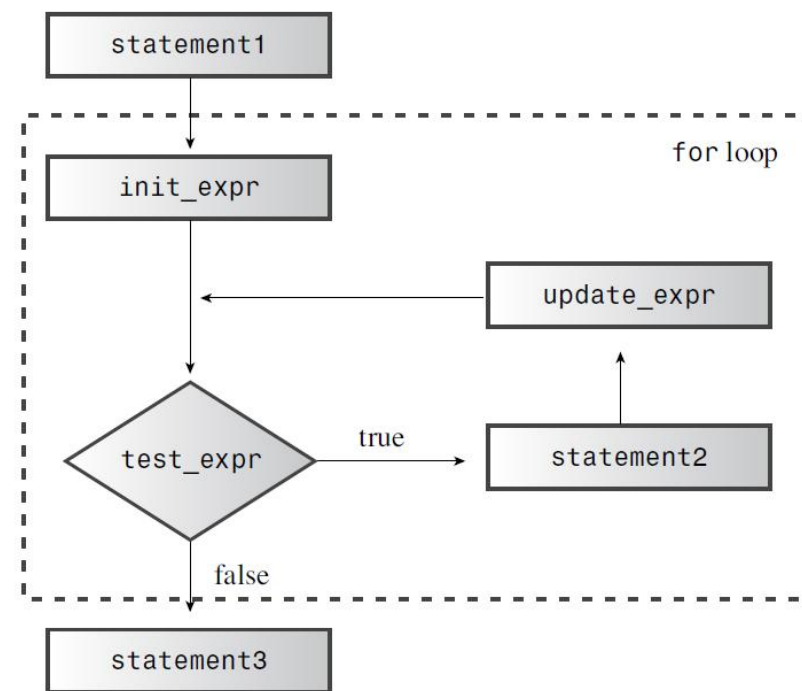 statement1
for loop
init_expr
update_expr
test_expr
true
statement2
false
statement3